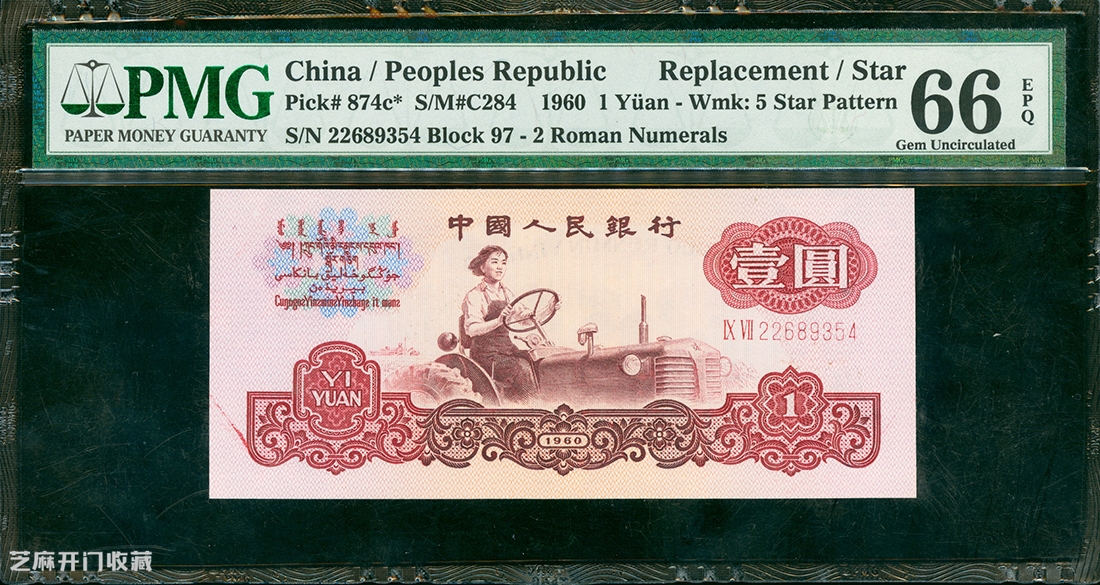 PMG
PAPER MONEY GUARANTY
China / Peoples Republic Replacement / Star
Pick# 874c* S/M#C284 1960 1 Yüan - Wmk: 5 Star Pattern
S/N 22689354 Block 97 - 2 Roman Numerals
66
EPQ
Gem Uncirculated
中國人民銀行
壹圓
IX VII 22689354
YI
YUAN
1960
1
芝麻开门收藏